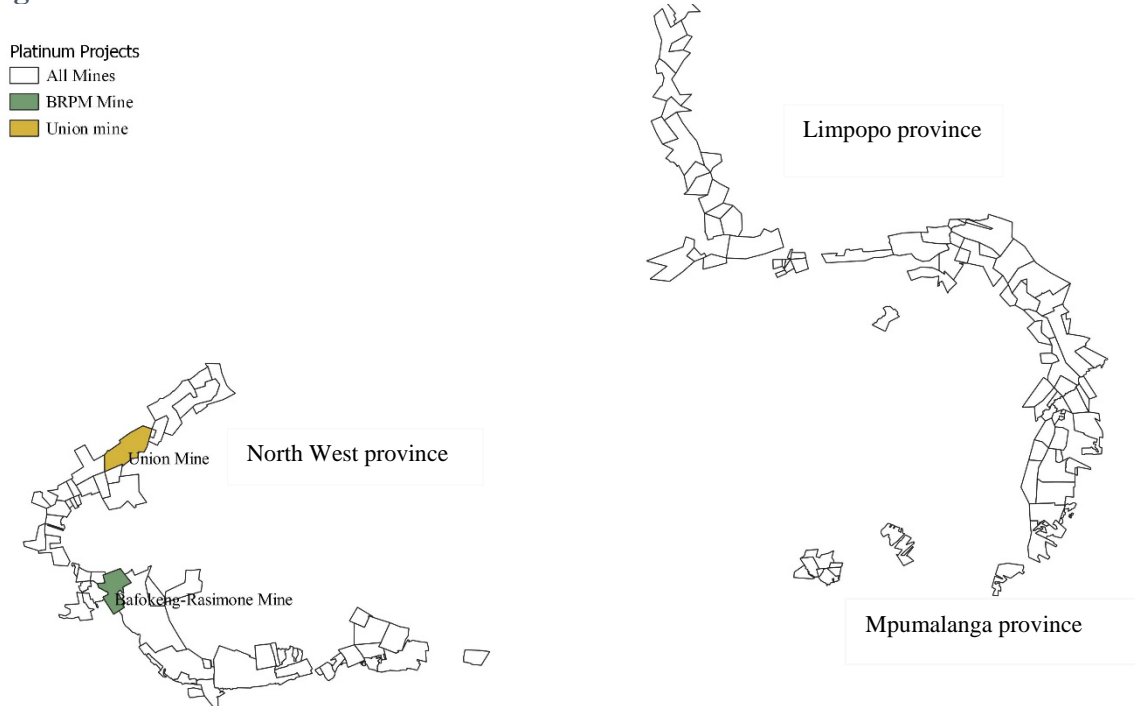 Platinum Projects
All Mines
BRPM Mine
Union mine
Limpopo province
North West province
Union Mine
Bafokeng-Rasimone Mine
Mpumalanga province